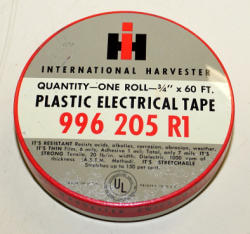 IH
INTERNATIONAL HARVESTER
QUANTITY—ONE ROLL—¾" x 60 FT.
PLASTIC ELECTRICAL TAPE
996 205 R1
IT'S RESISTANT Resists acids, alkalies, corrosion, abrasion, weather.
IT'S THIN Film, 6 mils; Adhesive 1 mil; Total, only 7 mils IT'S
STRONG Tensile, 20 lb/in. width, Dielectric, 1000 vpm of
thickness (A.S.T.M. Method) IT'S STRETCHABLE
Stretches up to 150 per cent.
UL